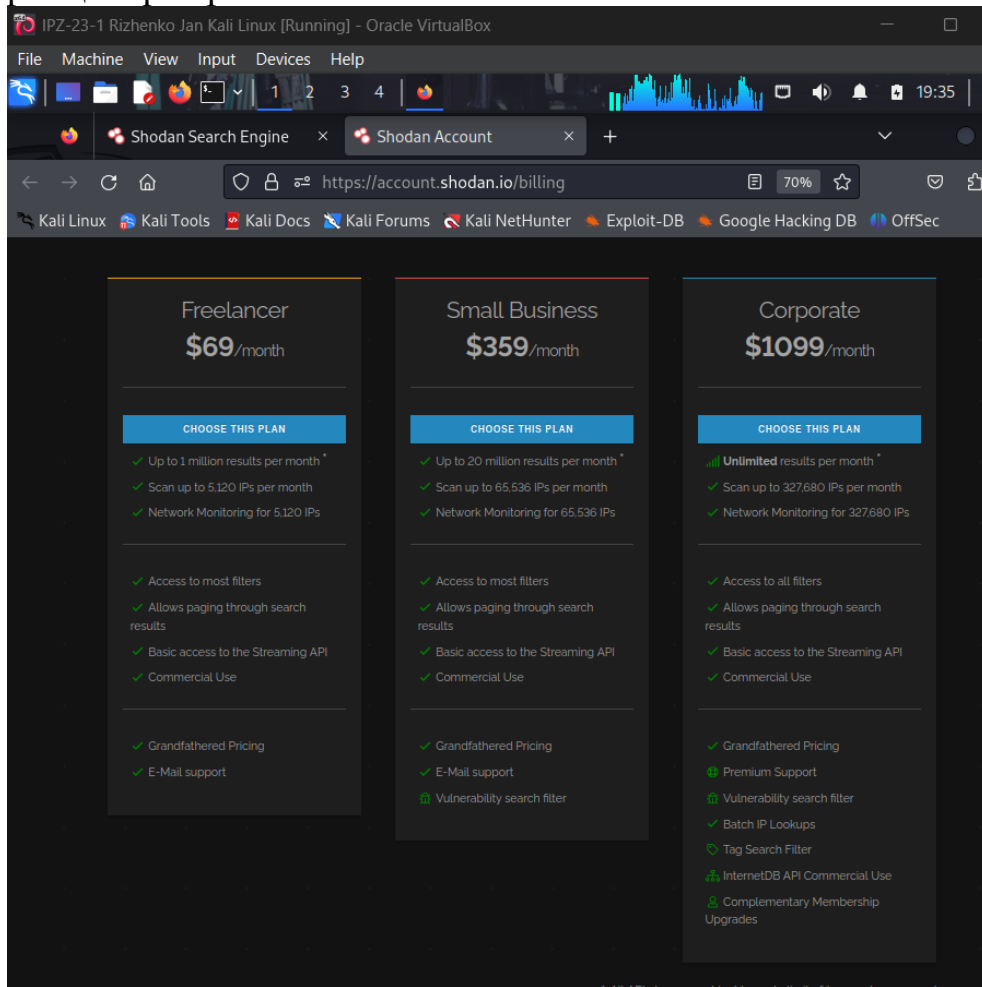 IPZ-23-1 Rizhenko Jan Kali Linux [Running] - Oracle VirtualBox
File Machine View Input Devices Help
1 2 3 4
19:35
Shodan Search Engine
Shodan Account
https://account.shodan.io/billing
70%
Kali Linux Kali Tools Kali Docs Kali Forums Kali NetHunter Exploit-DB Google Hacking DB OffSec
Freelancer
$69/month
CHOOSE THIS PLAN
Up to 1 million results per month *
Scan up to 5,120 IPs per month
Network Monitoring for 5,120 IPs
Access to most filters
Allows paging through search
results
Basic access to the Streaming API
Commercial Use
Grandfathered Pricing
E-Mail support
Small Business
$359/month
CHOOSE THIS PLAN
Up to 20 million results per month *
Scan up to 65,536 IPs per month
Network Monitoring for 65,536 IPs
Access to most filters
Allows paging through search
results
Basic access to the Streaming API
Commercial Use
Grandfathered Pricing
E-Mail support
Vulnerability search filter
Corporate
$1099/month
CHOOSE THIS PLAN
Unlimited results per month *
Scan up to 327,680 IPs per month
Network Monitoring for 327,680 IPs
Access to all filters
Allows paging through search
results
Basic access to the Streaming API
Commercial Use
Grandfathered Pricing
Premium Support
Vulnerability search filter
Batch IP Lookups
Tag Search Filter
InternetDB API Commercial Use
Complementary Membership
Upgrades